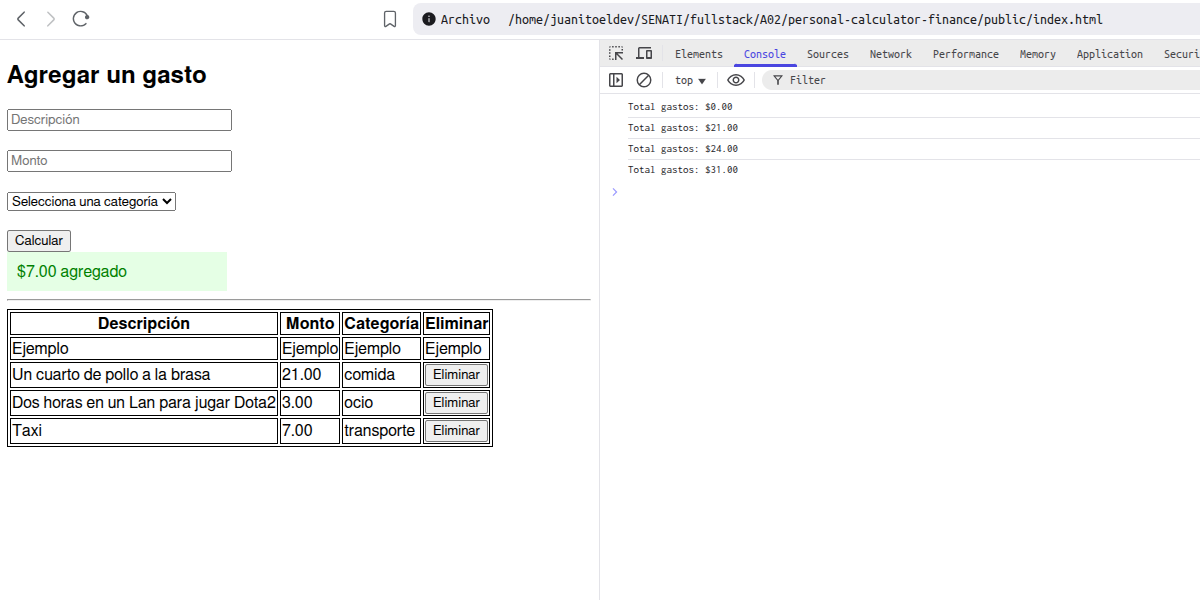 Archivo /home/juanitoeldev/SENATI/fullstack/A02/personal-calculator-finance/public/index.html
Agregar un gasto
Descripción
Monto
Selecciona una categoría
Calcular
$7.00 agregado
Descripción Monto Categoría Eliminar
Ejemplo Ejemplo Ejemplo Ejemplo
Un cuarto de pollo a la brasa 21.00 comida Eliminar
Dos horas en un Lan para jugar Dota2 3.00 ocio Eliminar
Taxi 7.00 transporte Eliminar
Elements Console Sources Network Performance Memory Application Securi
top Filter
Total gastos: $0.00
Total gastos: $21.00
Total gastos: $24.00
Total gastos: $31.00